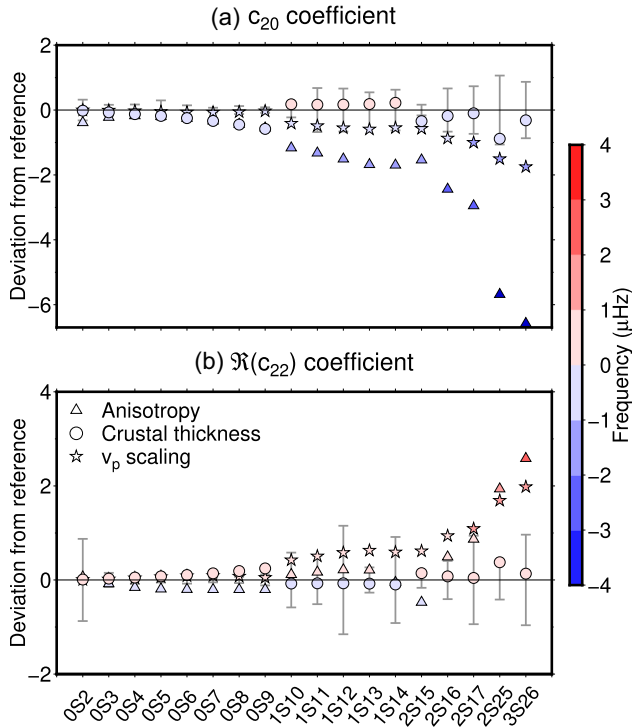 (a) c20 coefficient
2
0
−2
−4
−6
Deviation from reference
(b) ℜ(c22) coefficient
4
2
0
−2
Deviation from reference
Anisotropy
Crustal thickness
vp scaling
0S2 0S3 0S4 0S5 0S6 0S7 0S8 0S9 1S10 1S11 1S12 1S13 1S14 2S15 2S16 2S17 2S25 3S26
4
3
2
1
0
−1
−2
−3
−4
Frequency (μHz)